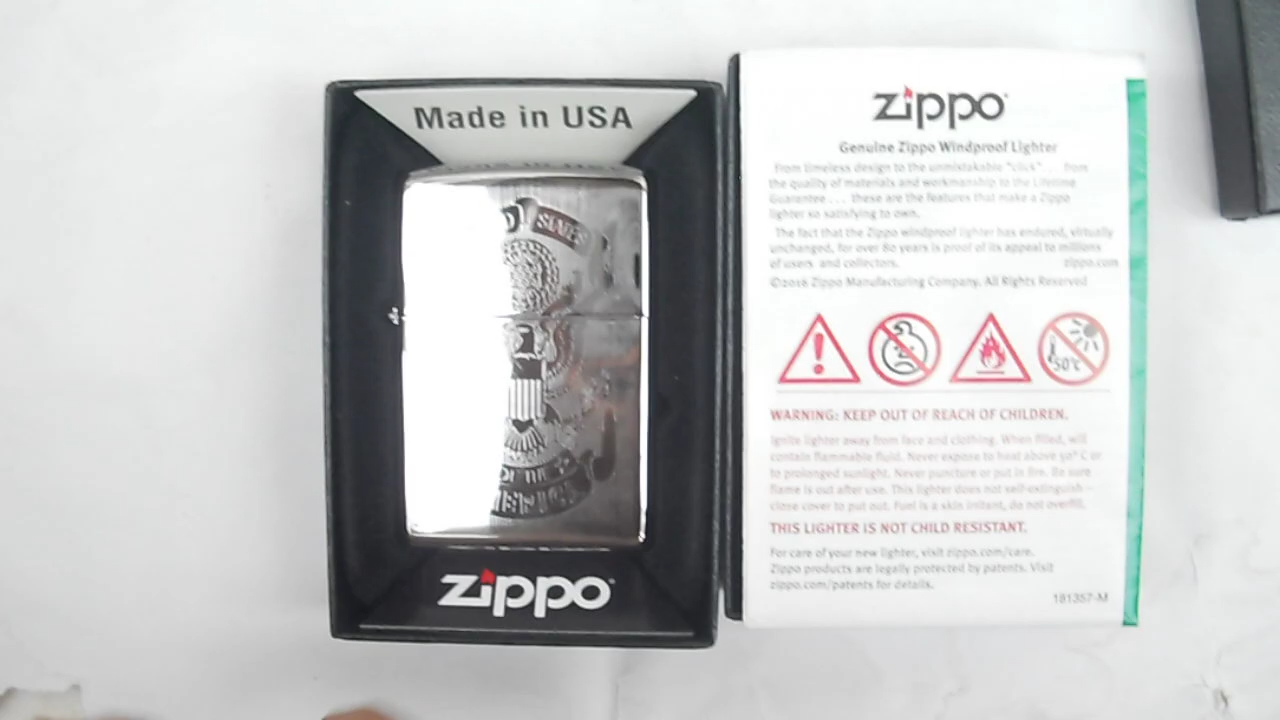 Made in USA
STATES
zippo
zippo
Genuine Zippo Windproof Lighter
From timeless design to the unmistakable "click". . . from
the quality of materials and workmanship to the Lifetime
Guarantee . . . these are the features that make a Zippo
lighter so satisfying to own.
The fact that the Zippo windproof lighter has endured, virtually
unchanged, for over 80 years is proof of its appeal to millions
of users and collectors. zippo.com
©2016 Zippo Manufacturing Company. All Rights Reserved
50°C
WARNING: KEEP OUT OF REACH OF CHILDREN.
Ignite lighter away from face and clothing. When filled, will
contain flammable fluid. Never expose to heat above 50° C or
to prolonged sunlight. Never puncture or put in fire. Be sure
flame is out after use. This lighter does not self-extinguish –
close cover to put out. Fuel is a skin irritant, do not overfill.
THIS LIGHTER IS NOT CHILD RESISTANT.
For care of your new lighter, visit zippo.com/care.
Zippo products are legally protected by patents. Visit
zippo.com/patents for details.
181357-M